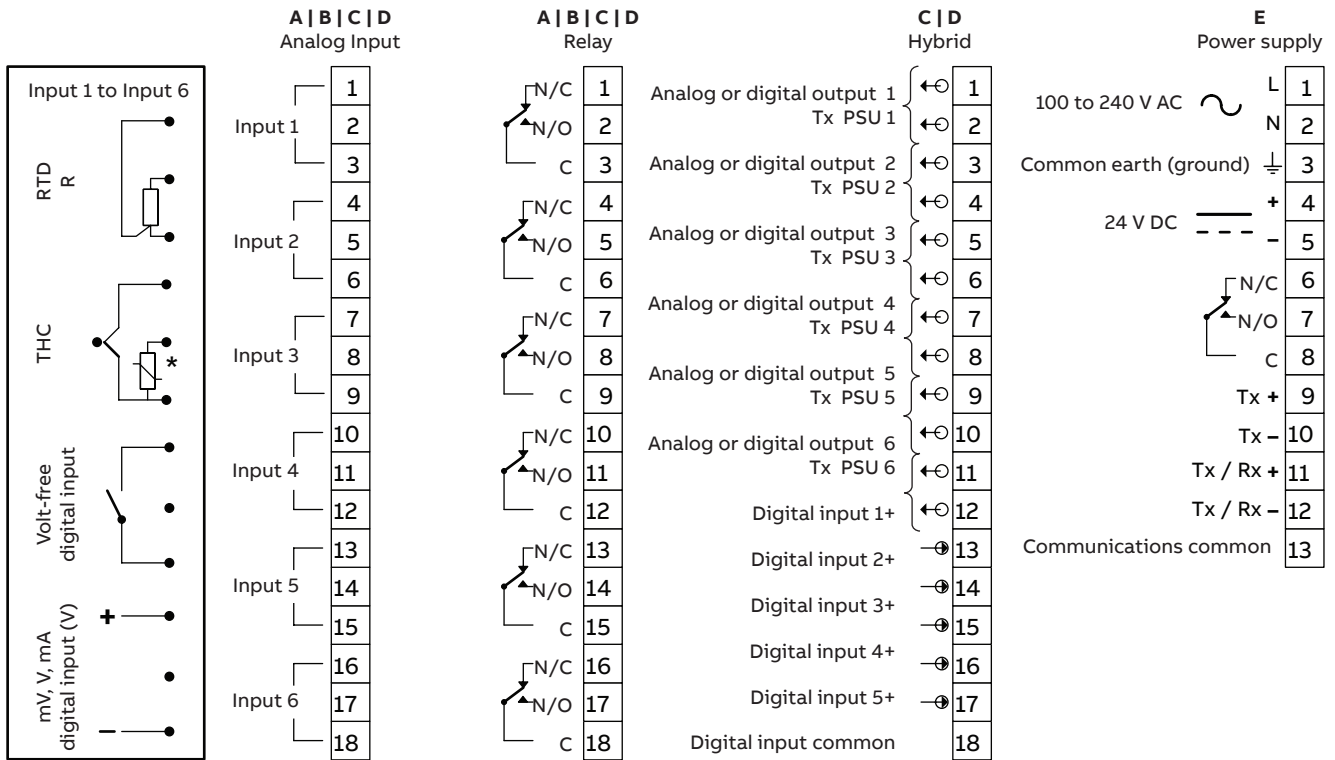 A | B | C | D
Analog Input
A | B | C | D
Relay
C | D
Hybrid
E
Power supply
Input 1 to Input 6
RTD
R
THC
*
Volt-free
digital input
mV, V, mA
digital input (V)
+
–
Input 1
Input 2
Input 3
Input 4
Input 5
Input 6
1
2
3
4
5
6
7
8
9
10
11
12
13
14
15
16
17
18
N/C 1
N/O 2
C 3
N/C 4
N/O 5
C 6
N/C 7
N/O 8
C 9
N/C 10
N/O 11
C 12
N/C 13
N/O 14
C 15
N/C 16
N/O 17
C 18
Analog or digital output 1
Tx PSU 1
Analog or digital output 2
Tx PSU 2
Analog or digital output 3
Tx PSU 3
Analog or digital output 4
Tx PSU 4
Analog or digital output 5
Tx PSU 5
Analog or digital output 6
Tx PSU 6
Digital input 1+
Digital input 2+
Digital input 3+
Digital input 4+
Digital input 5+
Digital input common
1
2
3
4
5
6
7
8
9
10
11
12
13
14
15
16
17
18
100 to 240 V AC
L 1
N 2
Common earth (ground) 3
24 V DC
+ 4
– 5
N/C 6
N/O 7
C 8
Tx + 9
Tx – 10
Tx / Rx + 11
Tx / Rx – 12
Communications common 13